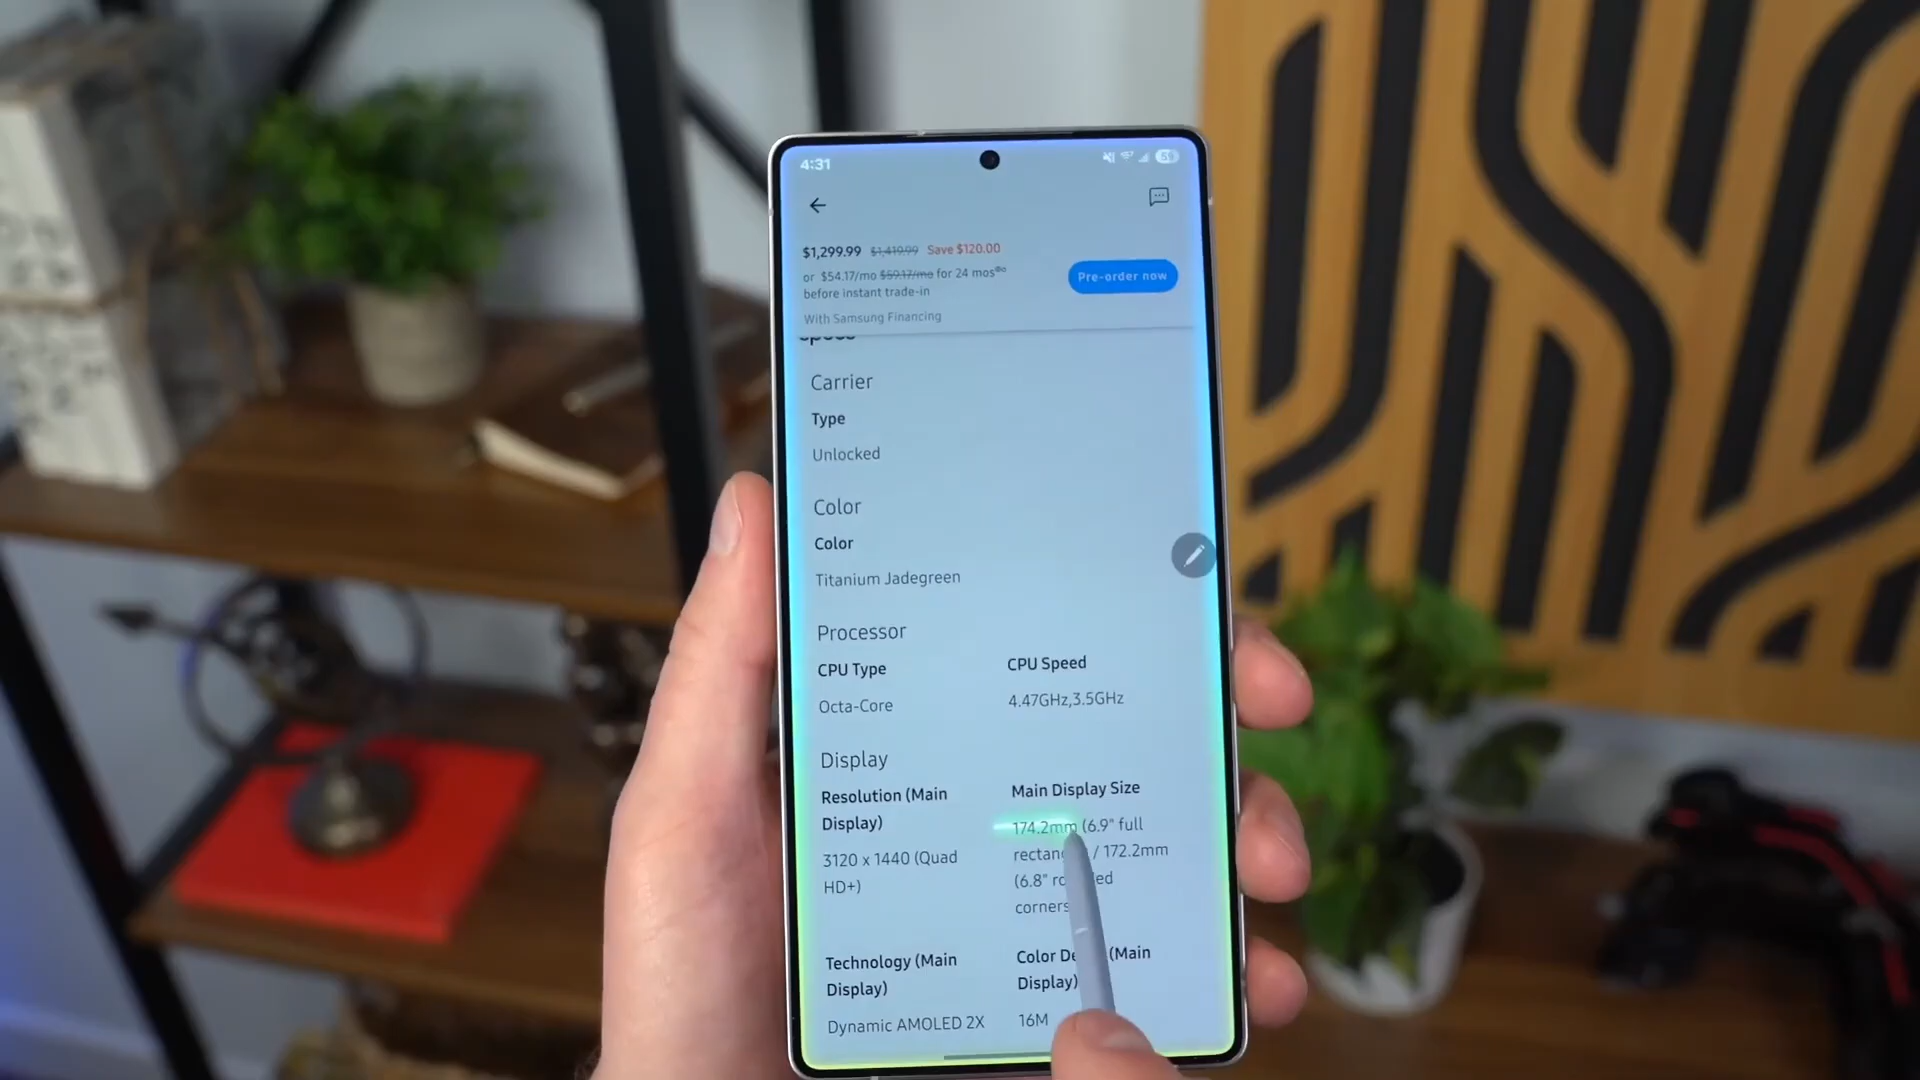 4:31
59
$1,299.99 $1,419.99 Save $120.00
or $54.17/mo $59.17/mo for 24 mos
before instant trade-in
Pre-order now
With Samsung Financing
Carrier
Type
Unlocked
Color
Color
Titanium Jadegreen
Processor
CPU Type
Octa-Core
CPU Speed
4.47GHz,3.5GHz
Display
Resolution (Main
Display)
3120 x 1440 (Quad
HD+)
Main Display Size
174.2mm (6.9" full
/ 172.2mm
(6.8"
corners
Technology (Main
Display)
Dynamic AMOLED 2X
Color (Main
Display)
16M